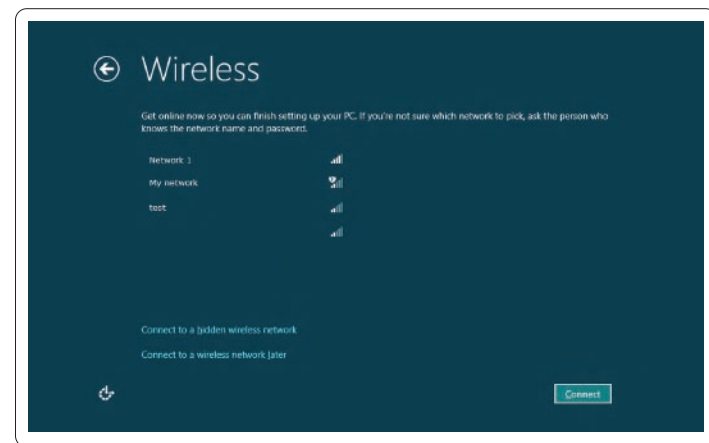 Wireless
Get online now so you can finish setting up your PC. If you're not sure which network to pick, ask the person who
knows the network name and password.
Network 1
My network
test
Connect to a hidden wireless network
Connect to a wireless network later
Connect